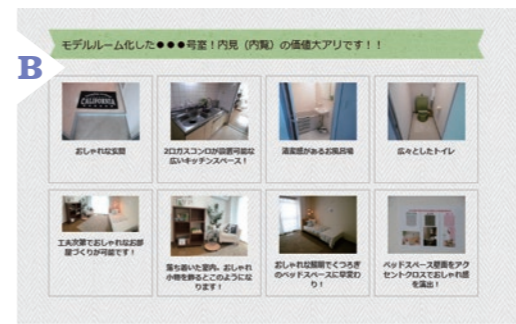 モデルルーム化した●●●号室！内見（内覧）の価値大アリです！！
B
CALIFORNIA
おしゃれな玄関
2口ガスコンロが設置可能な
広いキッチンスペース！
清潔感があるお風呂場
広々としたトイレ
工夫次第でおしゃれなお部
屋づくりが可能です！
落ち着いた室内。おしゃれ
小物を飾るとこのようにな
ります！
おしゃれな照明でくつろぎ
のベッドスペースに早変わ
り！
ベッドスペース壁面をアク
セントクロスでおしゃれ感
を演出！